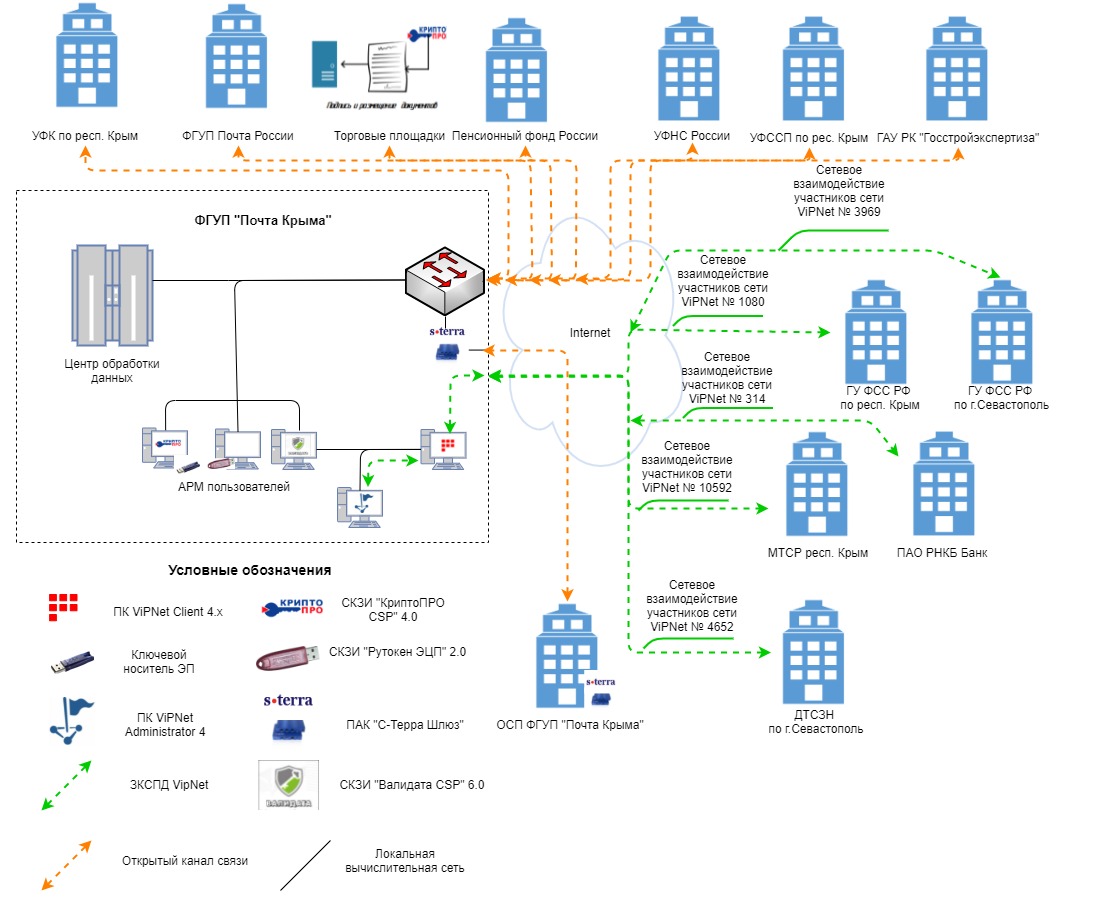 КРИПТО
ПРО
Подпись и размещение документов
УФК по респ. Крым
ФГУП Почта России
Торговые площадки
Пенсионный фонд России
УФНС России
УФССП по рес. Крым
ГАУ РК "Госстройэкспертиза"
Сетевое
взаимодействие
участников сети
ViPNet № 3969
ФГУП "Почта Крыма"
Сетевое
взаимодействие
участников сети
ViPNet № 1080
Internet
s•terra
Центр обработки
данных
Сетевое
взаимодействие
участников сети
ViPNet № 314
ГУ ФСС РФ
по респ. Крым
ГУ ФСС РФ
по г.Севастополь
КРИПТО
ПРО
ВАЛИДАТА
АРМ пользователей
Сетевое
взаимодействие
участников сети
ViPNet № 10592
МТСР респ. Крым
ПАО РНКБ Банк
Условные обозначения
ПК ViPNet Client 4.x
КРИПТО
ПРО
СКЗИ "КриптоПРО
CSP" 4.0
Сетевое
взаимодействие
участников сети
ViPNet № 4652
Ключевой
носитель ЭП
СКЗИ "Рутокен ЭЦП" 2.0
s•terra
ПК ViPNet
Administrator 4
s•terra
ПАК "С-Терра Шлюз"
ОСП ФГУП "Почта Крыма"
ДТСЗН
по г.Севастополь
ЗКСПД VipNet
ВАЛИДАТА
СКЗИ "Валидата CSP" 6.0
Открытый канал связи
Локальная
вычислительная сеть